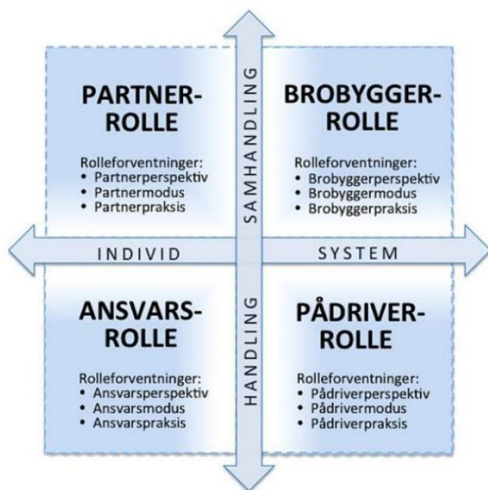 SAMHANDLING
PARTNER-
ROLLE
Rolleforventninger:
• Partnerperspektiv
• Partnermodus
• Partnerpraksis
BROBYGGER-
ROLLE
Rolleforventninger:
• Brobyggerperspektiv
• Brobyggermodus
• Brobyggerpraksis
INDIVID
SYSTEM
ANSVARS-
ROLLE
Rolleforventninger:
• Ansvarsperspektiv
• Ansvarsmodus
• Ansvarspraksis
HANDLING
PÅDRIVER-
ROLLE
Rolleforventninger:
• Pådriverperspektiv
• Pådrivermodus
• Pådriverpraksis